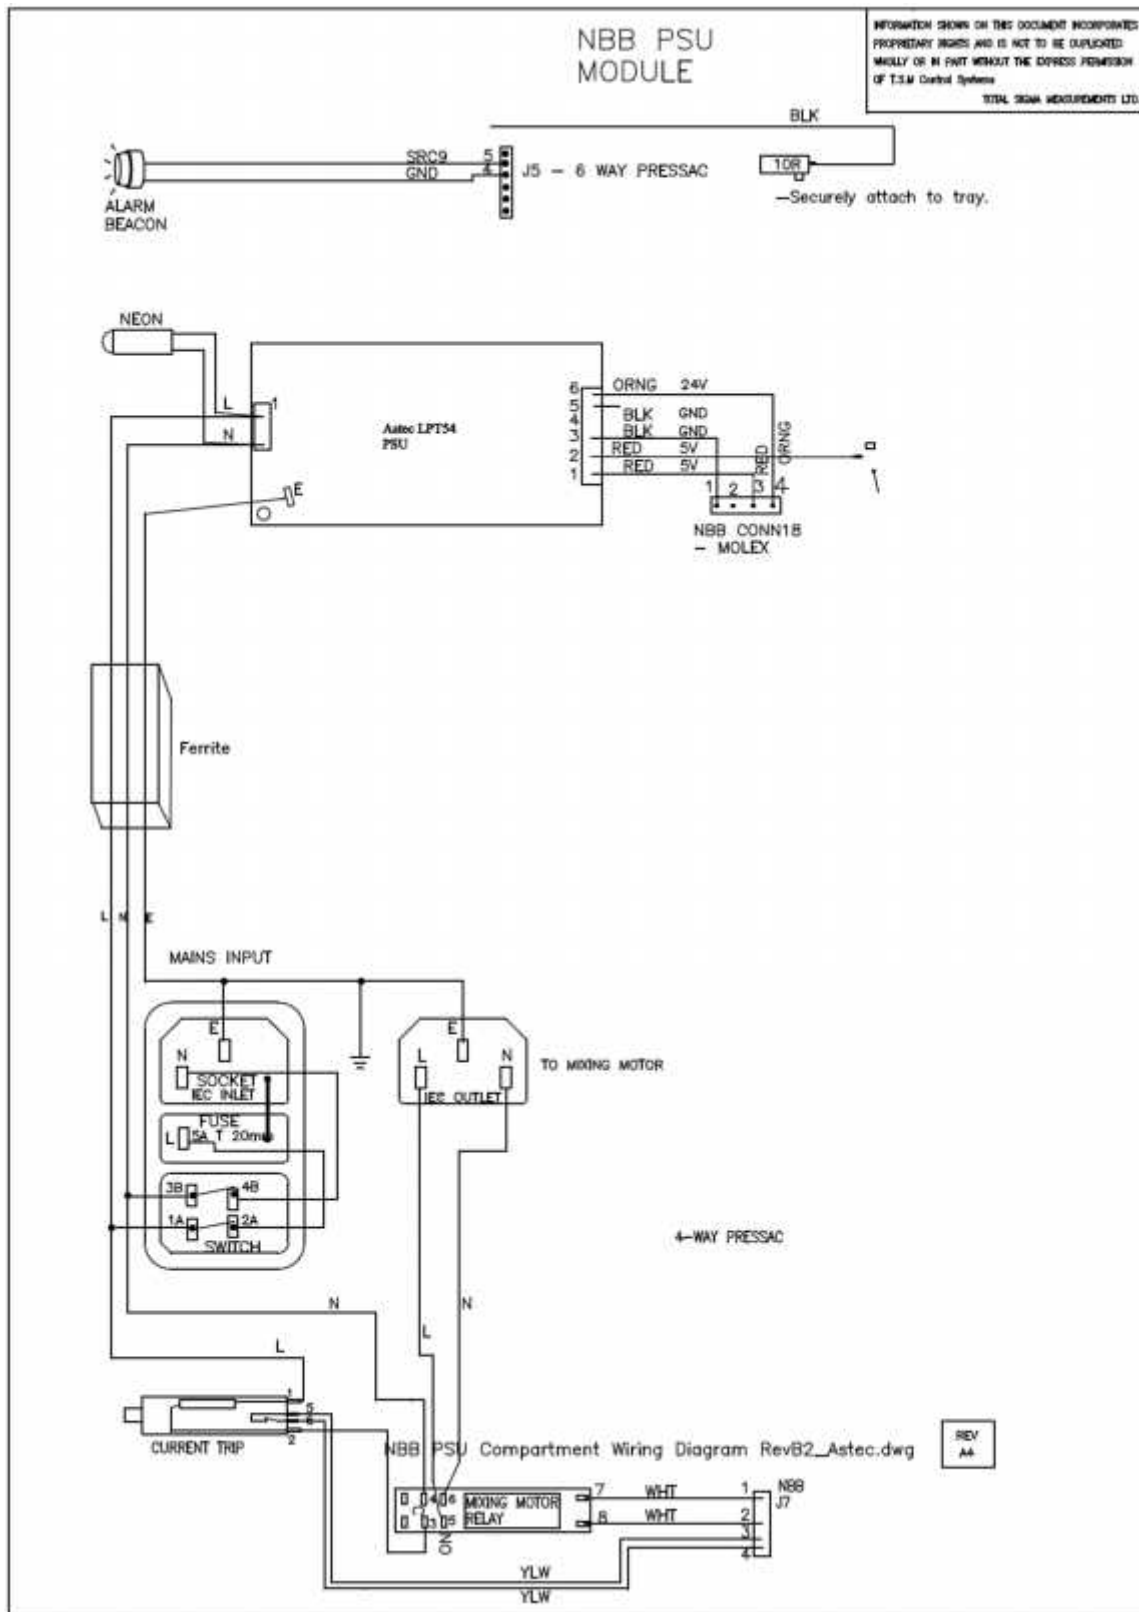 NBB PSU
MODULE
INFORMATION SHOWN ON THIS DOCUMENT INCORPORATES
PROPRIETARY RIGHTS AND IS NOT TO BE DUPLICATED
WHOLLY OR IN PART WITHOUT THE EXPRESS PERMISSION
OF T.S.M Control Systems
TOTAL SIGMA MEASUREMENTS LTD.
BLK
SRC9 5
GND 4
J5 - 6 WAY PRESSAC
10R
-Securely attach to tray.
ALARM
BEACON
NEON
L 1
N
E
Astec LPT54
PSU
6 ORNG 24V
5
4 BLK GND
3 BLK GND
2 RED 5V
1 RED 5V
RED
ORNG
1 2 3 4
NBB CONN18
- MOLEX
Ferrite
L N E
MAINS INPUT
E
N
SOCKET
IEC INLET
FUSE
L 5A T 20mm
3B 4B
1A 2A
SWITCH
E
L N
IEC OUTLET
TO MIXING MOTOR
4-WAY PRESSAC
N
N
L
L
1
5
6
2
CURRENT TRIP
NBB PSU Compartment Wiring Diagram RevB2_Astec.dwg
REV
A4
4 6
3 5
NO
MIXING MOTOR
RELAY
7 WHT 1
8 WHT 2
3
4
NBB
J7
YLW
YLW